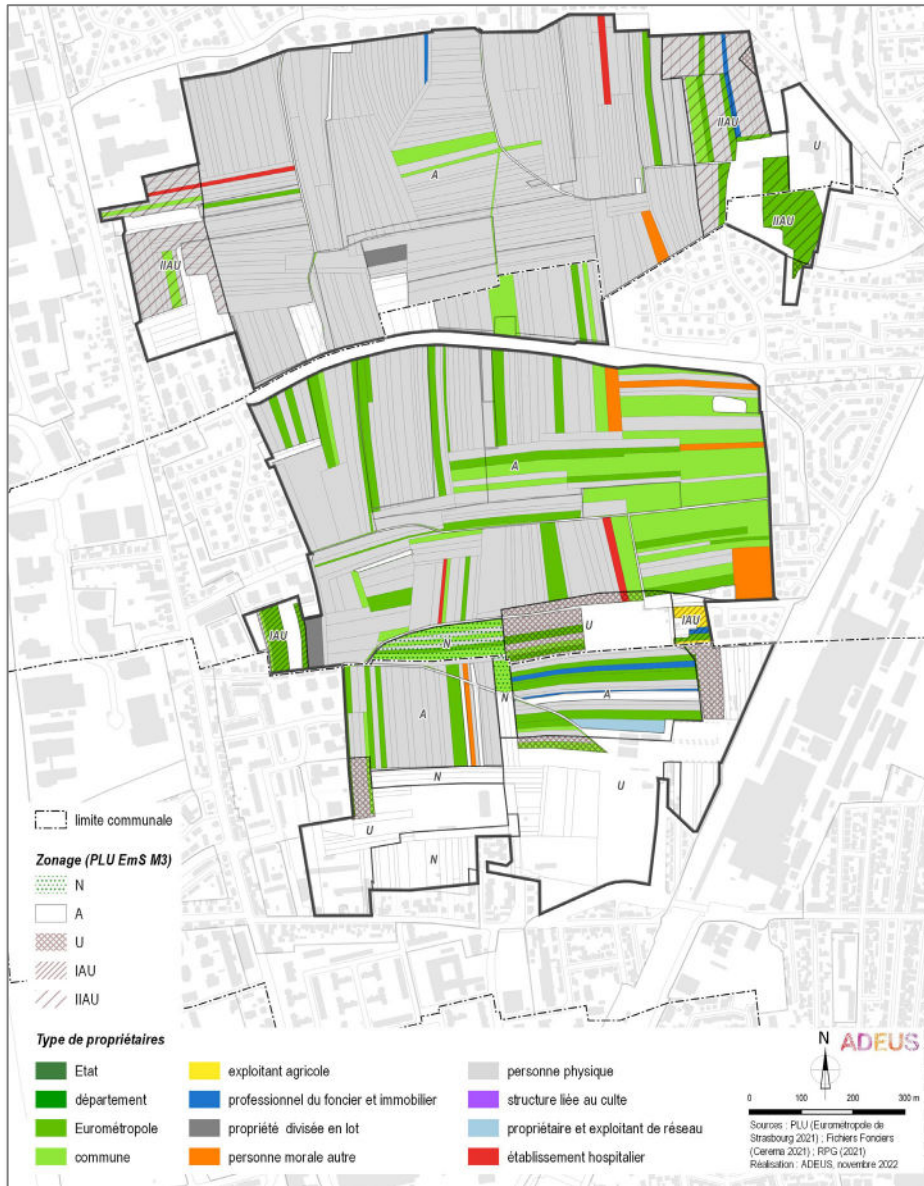 IIAU
U
A
IIAU
IIAU
A
IAU
IAU
U
N
N
A
A
N
U
U
N
limite communale
Zonage (PLU EmS M3)
N
A
U
IAU
IIAU
Type de propriétaires
Etat
département
Eurométropole
commune
exploitant agricole
professionnel du foncier et immobilier
propriété divisée en lot
personne morale autre
personne physique
structure liée au culte
propriétaire et exploitant de réseau
établissement hospitalier
N
ADEUS
0 100 200 300 m
Sources : PLU (Eurométropole de
Strasbourg 2021) ; Fichiers Fonciers
(Cerema 2021) ; RPG (2021)
Réalisation : ADEUS, novembre 2022